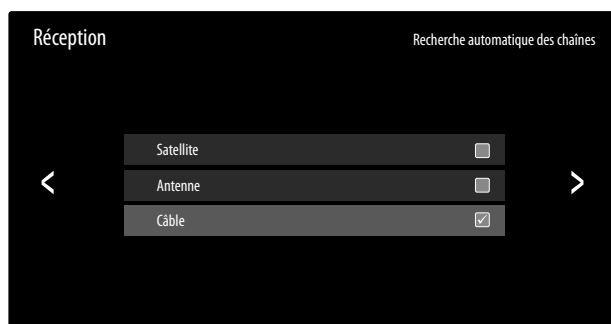 Réception
Recherche automatique des chaînes
Satellite
Antenne
Câble